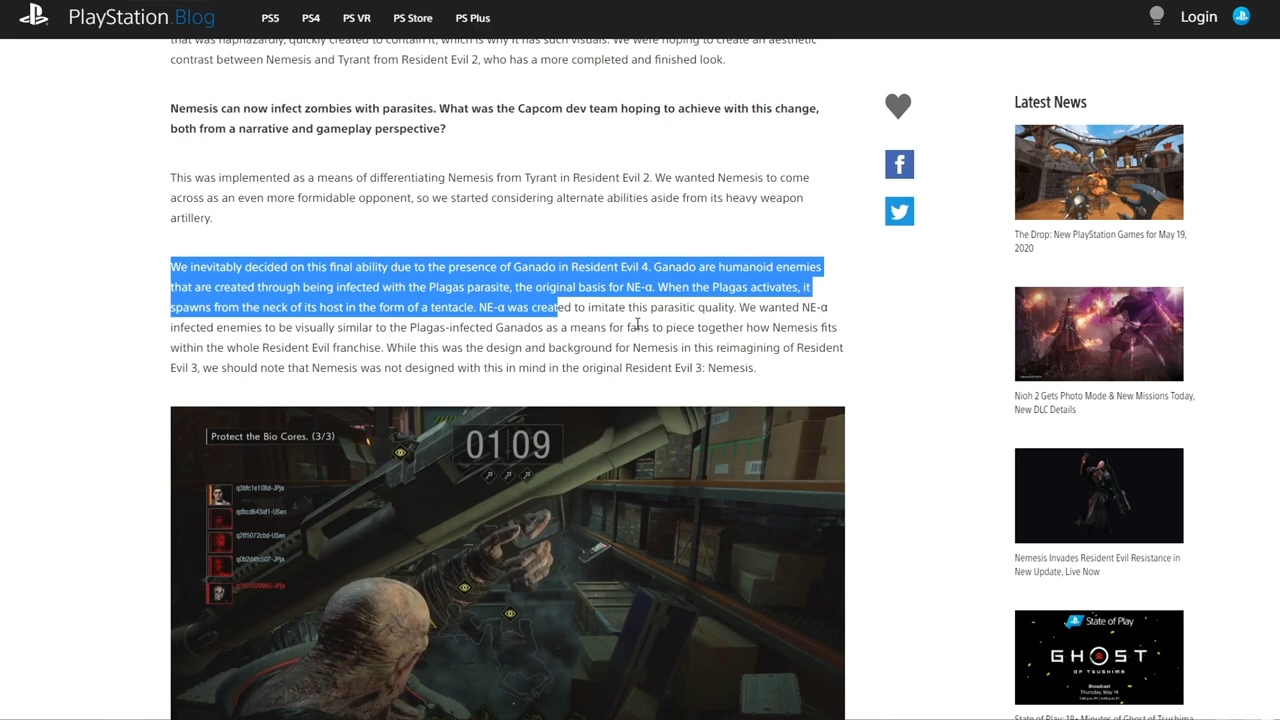 PlayStation.Blog
PS5
PS4
PS VR
PS Store
PS Plus
Login
that was haphazardly, quickly created to contain it, which is why it has such visuals. We were hoping to create an aesthetic
contrast between Nemesis and Tyrant from Resident Evil 2, who has a more completed and finished look.
Nemesis can now infect zombies with parasites. What was the Capcom dev team hoping to achieve with this change,
both from a narrative and gameplay perspective?
This was implemented as a means of differentiating Nemesis from Tyrant in Resident Evil 2. We wanted Nemesis to come
across as an even more formidable opponent, so we started considering alternate abilities aside from its heavy weapon
artillery.
We inevitably decided on this final ability due to the presence of Ganado in Resident Evil 4. Ganado are humanoid enemies
that are created through being infected with the Plagas parasite, the original basis for NE-α. When the Plagas activates, it
spawns from the neck of its host in the form of a tentacle. NE-α was created to imitate this parasitic quality. We wanted NE-α
infected enemies to be visually similar to the Plagas-infected Ganados as a means for fans to piece together how Nemesis fits
within the whole Resident Evil franchise. While this was the design and background for Nemesis in this reimagining of Resident
Evil 3, we should note that Nemesis was not designed with this in mind in the original Resident Evil 3: Nemesis.
Protect the Bio Cores. (3/3)
01:09
Latest News
The Drop: New PlayStation Games for May 19,
2020
Nioh 2 Gets Photo Mode & New Missions Today,
New DLC Details
Nemesis Invades Resident Evil Resistance in
New Update, Live Now
State of Play
GHOST
OF TSUSHIMA
Broadcast
Thursday, May 14
State of Play: 18+ Minutes of Ghost of Tsushima